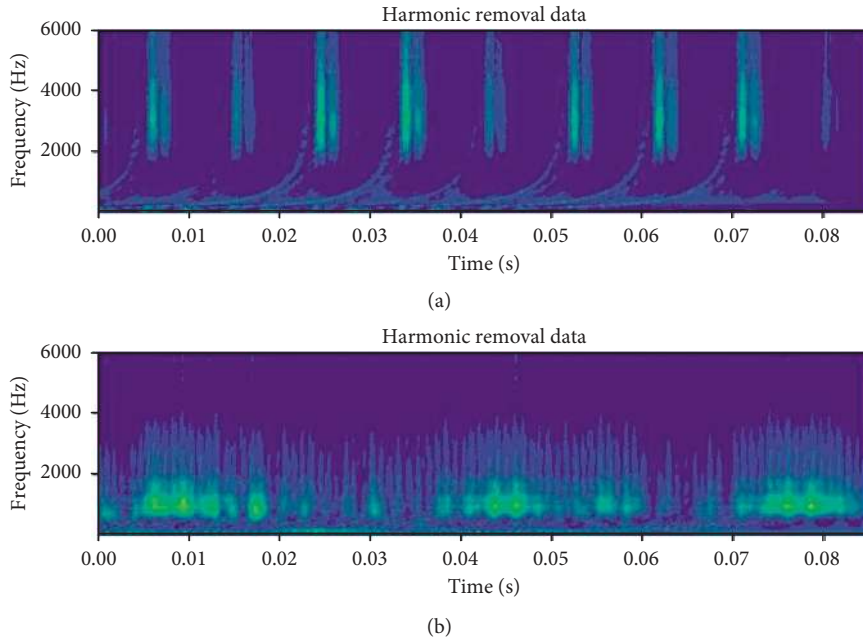 Harmonic removal data
6000
4000
2000
Frequency (Hz)
0.00 0.01 0.02 0.03 0.04 0.05 0.06 0.07 0.08
Time (s)
(a)
Harmonic removal data
6000
4000
2000
Frequency (Hz)
0.00 0.01 0.02 0.03 0.04 0.05 0.06 0.07 0.08
Time (s)
(b)